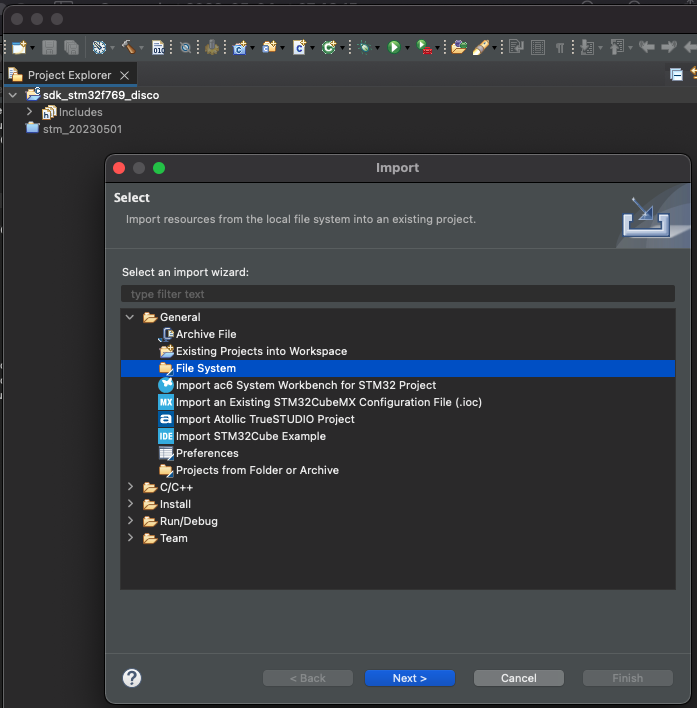 Project Explorer
sdk_stm32f769_disco
Includes
stm_20230501
Import
Select
Import resources from the local file system into an existing project.
Select an import wizard:
type filter text
General
Archive File
Existing Projects into Workspace
File System
Import ac6 System Workbench for STM32 Project
MX Import an Existing STM32CubeMX Configuration File (.ioc)
a Import Atollic TrueSTUDIO Project
IDE Import STM32Cube Example
Preferences
Projects from Folder or Archive
C/C++
Install
Run/Debug
Team
? < Back Next > Cancel Finish